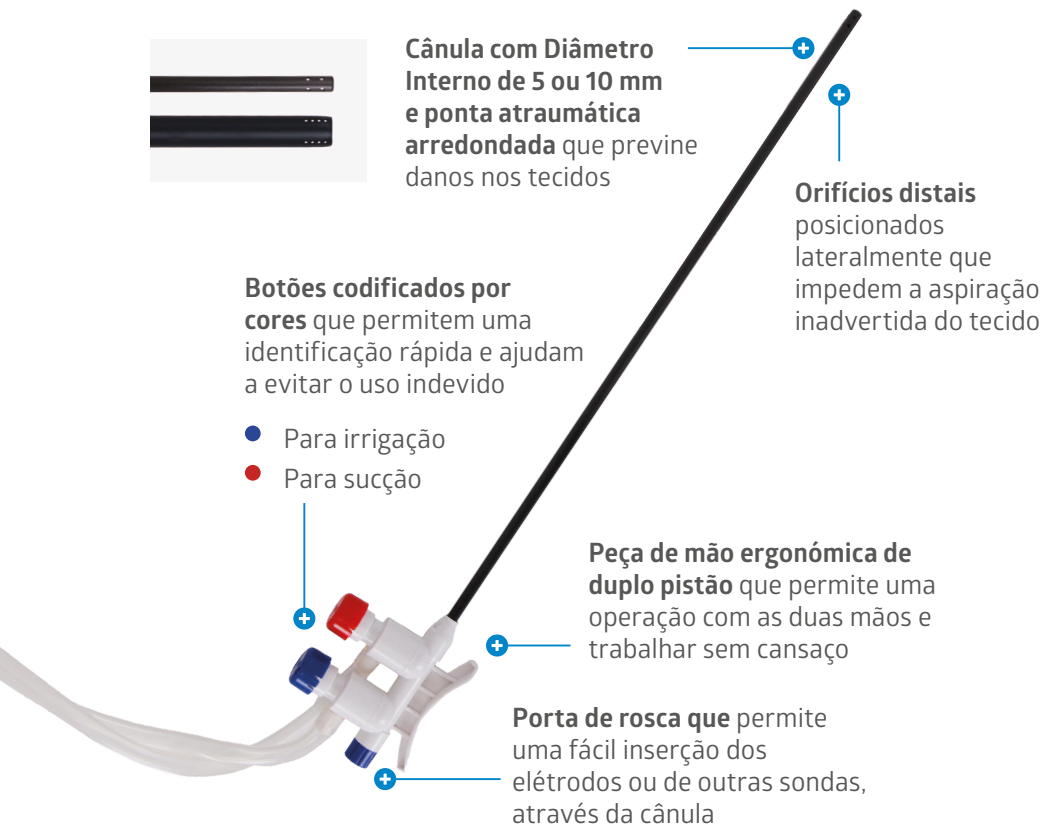 Cânula com Diâmetro
Interno de 5 ou 10 mm
e ponta atraumática
arredondada que previne
danos nos tecidos
Orifícios distais
posicionados
lateralmente que
impedem a aspiração
inadvertida do tecido
Botões codificados por
cores que permitem uma
identificação rápida e ajudam
a evitar o uso indevido
Para irrigação
Para sucção
Peça de mão ergonómica de
duplo pistão que permite uma
operação com as duas mãos e
trabalhar sem cansaço
Porta de rosca que permite
uma fácil inserção dos
elétrodos ou de outras sondas,
através da cânula